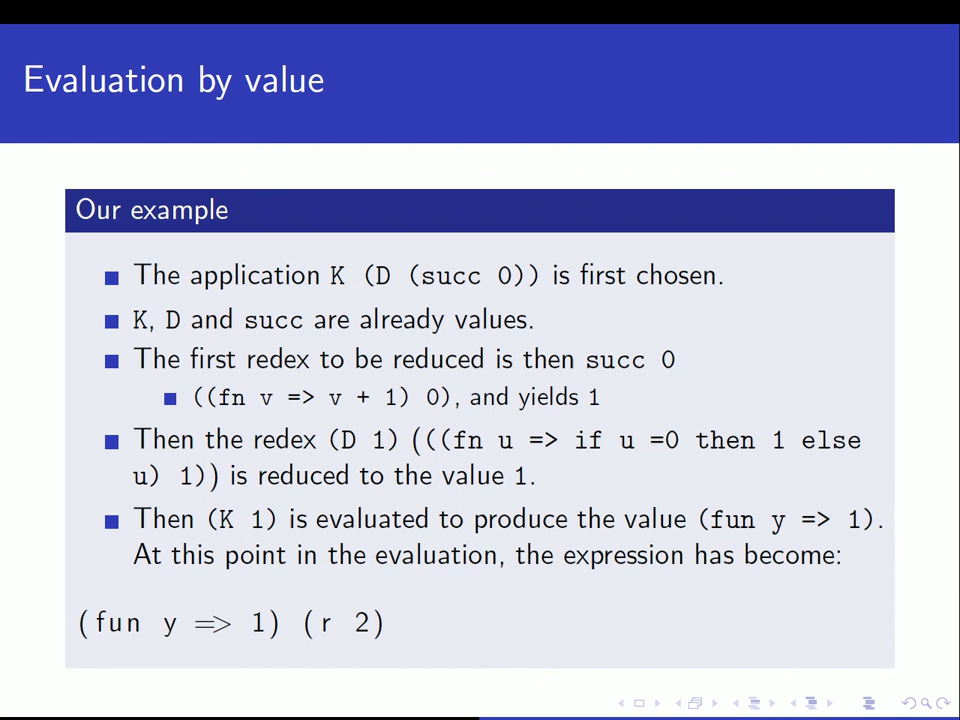 Evaluation by value
Our example
The application K (D (succ 0)) is first chosen.
K, D and succ are already values.
The first redex to be reduced is then succ 0
((fn v => v + 1) 0), and yields 1
Then the redex (D 1) (((fn u => if u =0 then 1 else
u) 1)) is reduced to the value 1.
Then (K 1) is evaluated to produce the value (fun y => 1).
At this point in the evaluation, the expression has become:
(fun y => 1) (r 2)